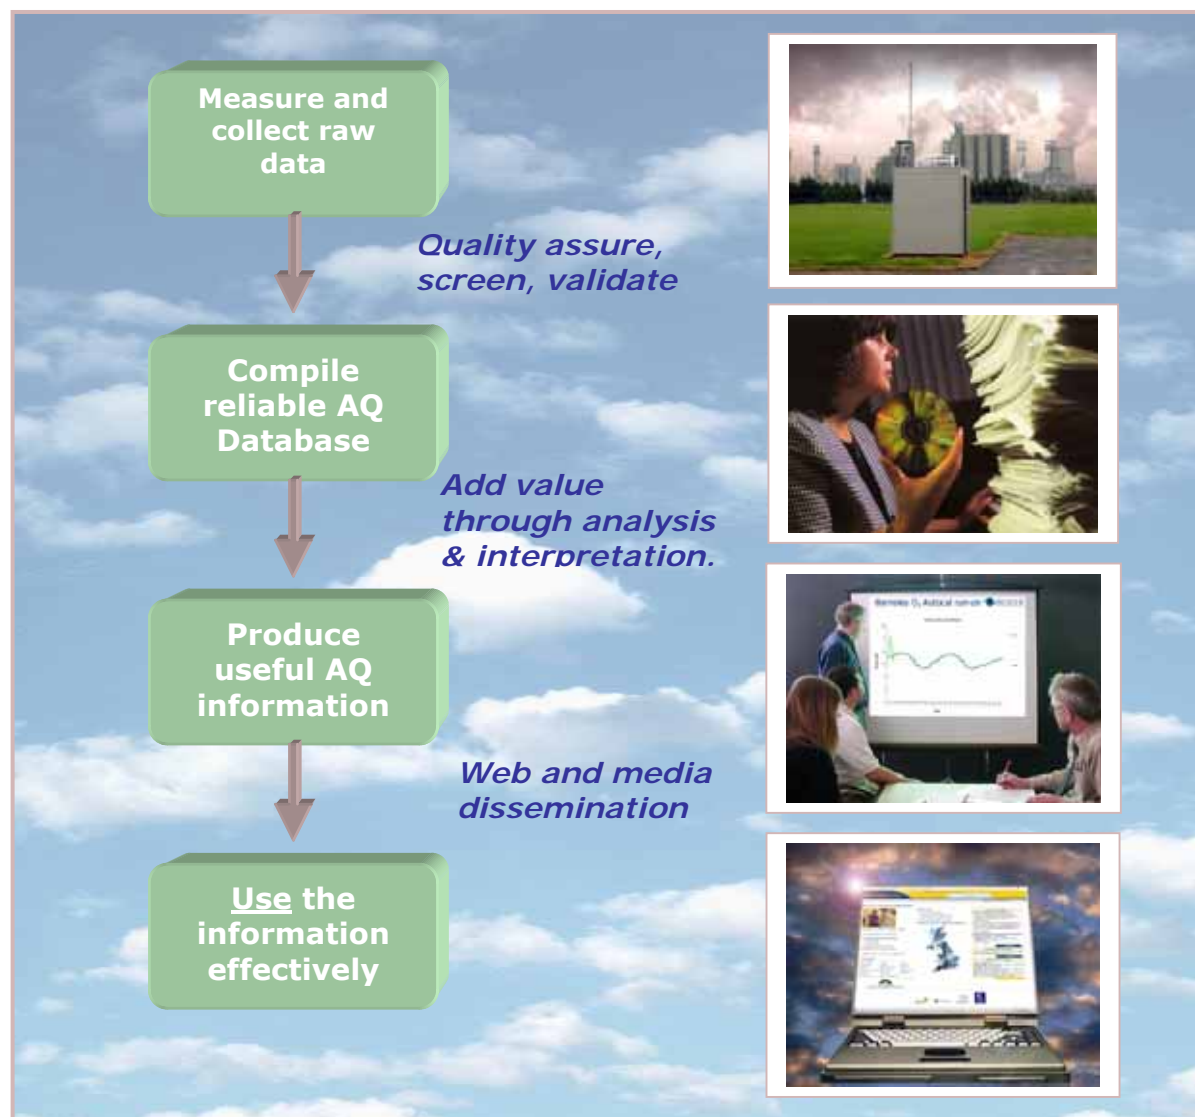 Measure and
collect raw
data
Quality assure,
screen, validate
Compile
reliable AQ
Database
Add value
through analysis
& interpretation.
Produce
useful AQ
information
Web and media
dissemination
Use the
information
effectively